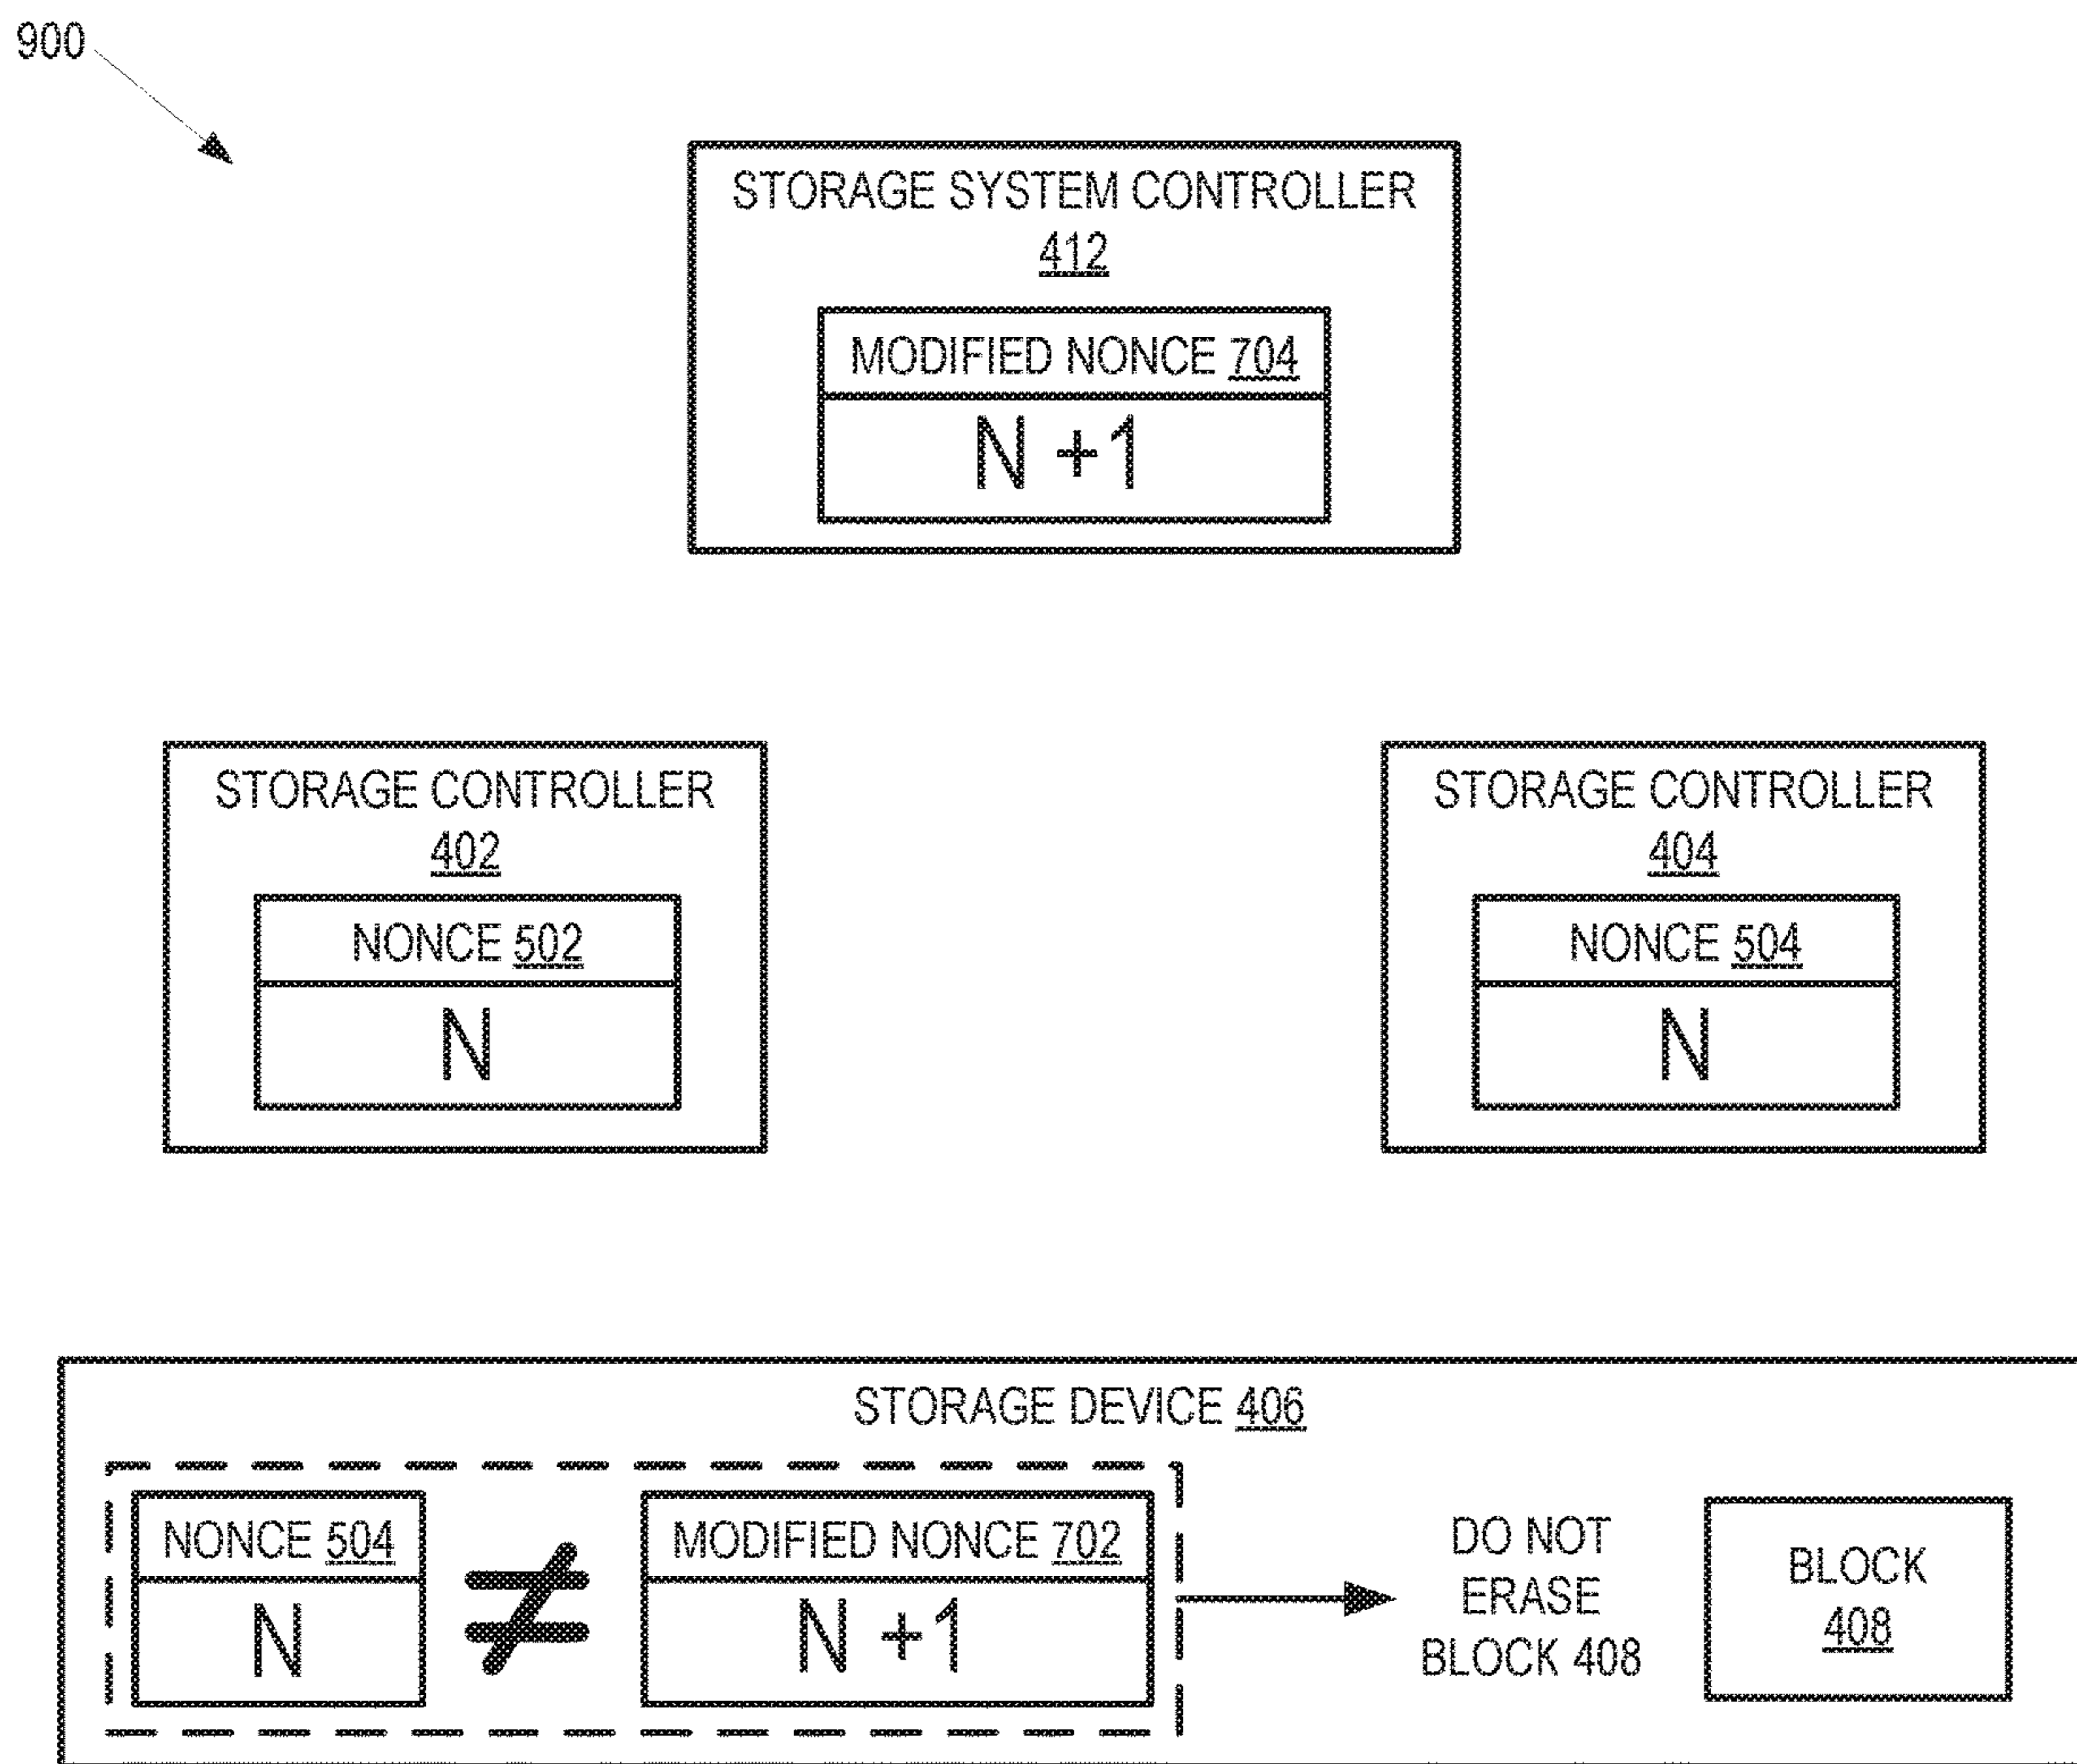 900
STORAGE SYSTEM CONTROLLER
412
MODIFIED NONCE 704
N +1
STORAGE CONTROLLER
402
NONCE 502
N
STORAGE CONTROLLER
404
NONCE 504
N
STORAGE DEVICE 406
NONCE 504
N
≠
MODIFIED NONCE 702
N +1
DO NOT
ERASE
BLOCK 408
BLOCK
408